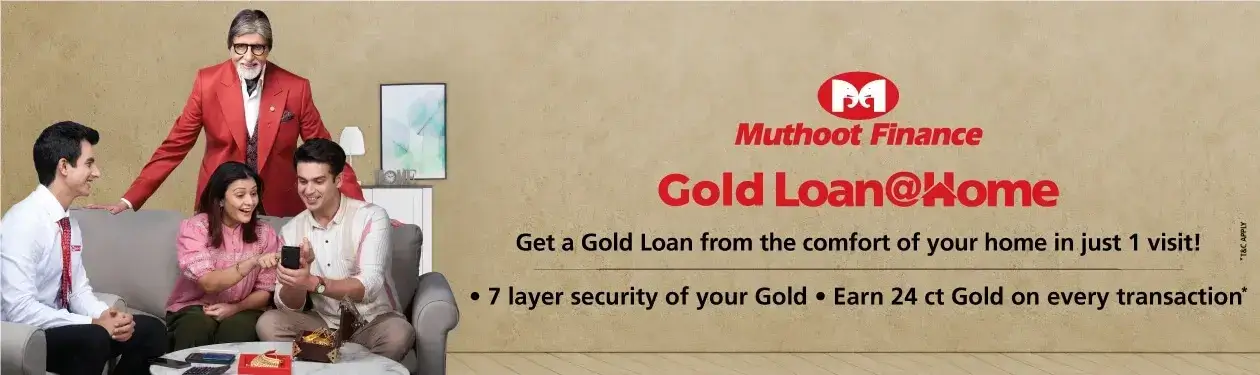 Muthoot Finance
Gold Loan@Home
Get a Gold Loan from the comfort of your home in just 1 visit!
• 7 layer security of your Gold • Earn 24 ct Gold on every transaction*
*T&C APPLY
HOME